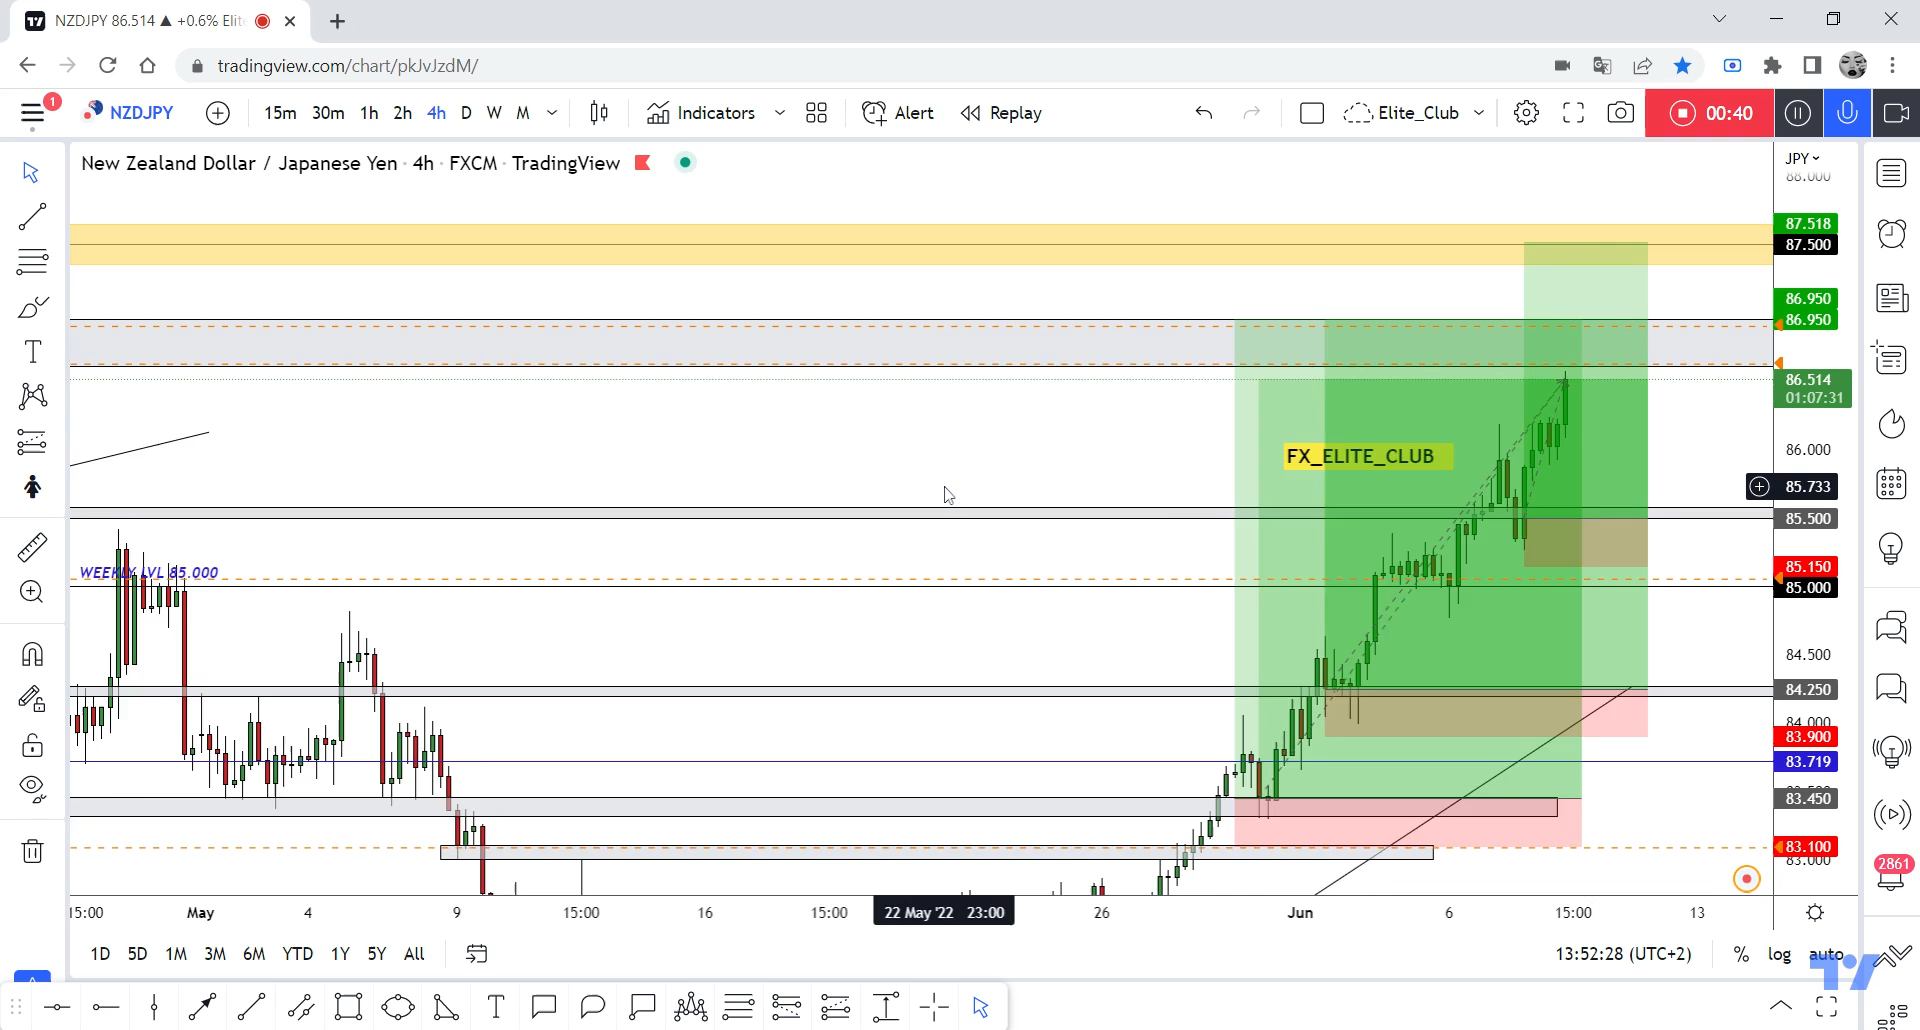 NZDJPY 86.514 ▲ +0.6% Elit
tradingview.com/chart/pkJvJzdM/
1
NZDJPY 15m 30m 1h 2h 4h D W M Indicators Alert Replay Elite_Club 00:40
New Zealand Dollar / Japanese Yen · 4h · FXCM · TradingView
JPY
88.000
87.518
87.500
86.950
86.950
86.514
01:07:31
FX_ELITE_CLUB
86.000
85.733
85.500
WEEKLY LVL 85.000
85.150
85.000
84.500
84.250
84.000
83.900
83.719
83.450
83.100
83.000
2861
15:00 May 4 9 15:00 16 15:00 22 May '22 23:00 26 Jun 6 15:00 13
1D 5D 1M 3M 6M YTD 1Y 5Y All 13:52:28 (UTC+2) % log auto